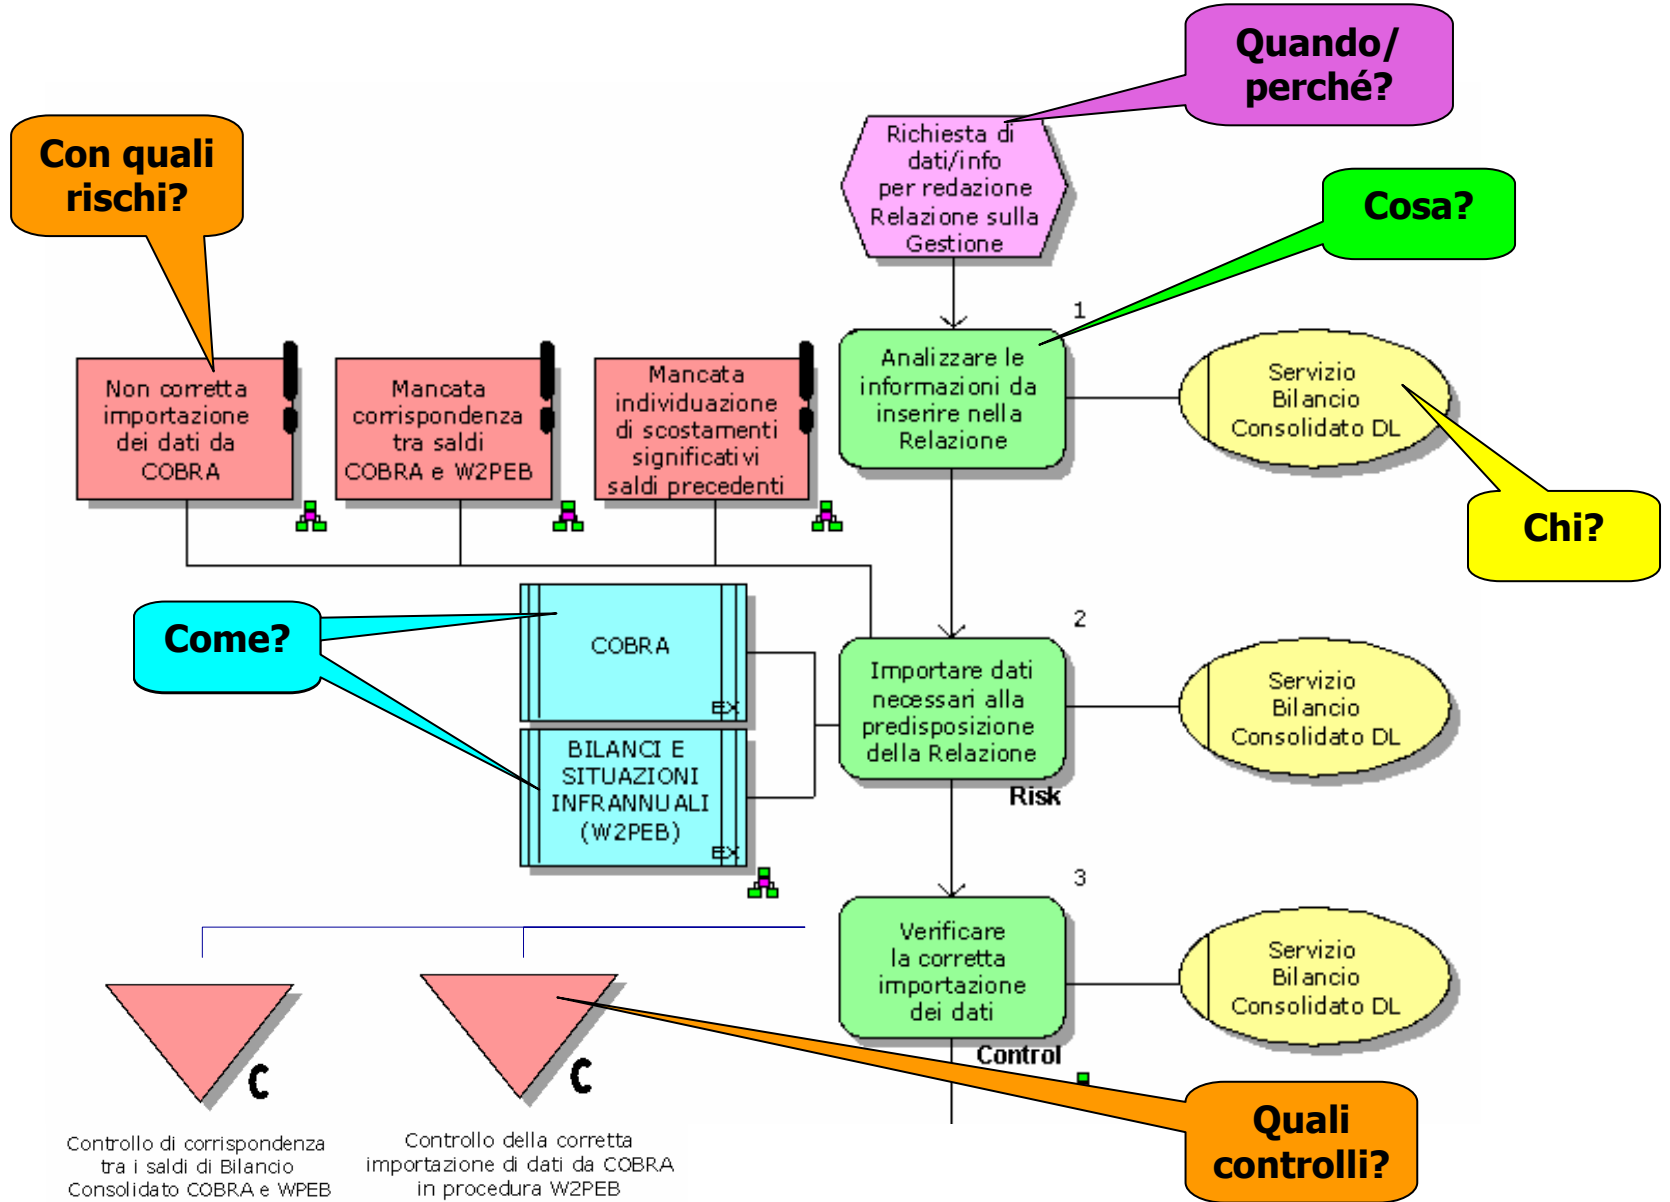 Quando/
perché?
Con quali
rischi?
Richiesta di
dati/info
per redazione
Relazione sulla
Gestione
Cosa?
1
Analizzare le
informazioni da
inserire nella
Relazione
Servizio
Bilancio
Consolidato DL
Non corretta
importazione
dei dati da
COBRA
Mancata
corrispondenza
tra saldi
COBRA e W2PEB
Mancata
individuazione
di scostamenti
significativi
saldi precedenti
Chi?
Come?
COBRA
EX
BILANCI E
SITUAZIONI
INFRANNUALI
(W2PEB)
EX
2
Importare dati
necessari alla
predisposizione
della Relazione
Risk
Servizio
Bilancio
Consolidato DL
3
Verificare
la corretta
importazione
dei dati
Control
Servizio
Bilancio
Consolidato DL
C
C
Controllo di corrispondenza
tra i saldi di Bilancio
Consolidato COBRA e WPEB
Controllo della corretta
importazione di dati da COBRA
in procedura W2PEB
Quali
controlli?